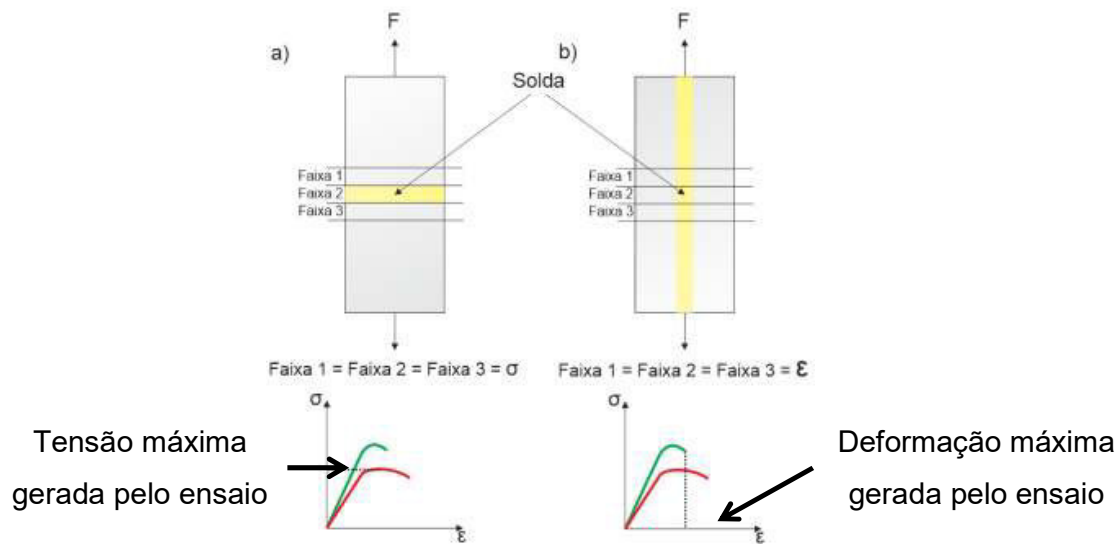 F
a)
F
b)
Solda
Faixa 1
Faixa 2
Faixa 3
Faixa 1
Faixa 2
Faixa 3
Faixa 1 = Faixa 2 = Faixa 3 = σ
Faixa 1 = Faixa 2 = Faixa 3 = ε
σ
ε
σ
ε
Tensão máxima
gerada pelo ensaio
Deformação máxima
gerada pelo ensaio